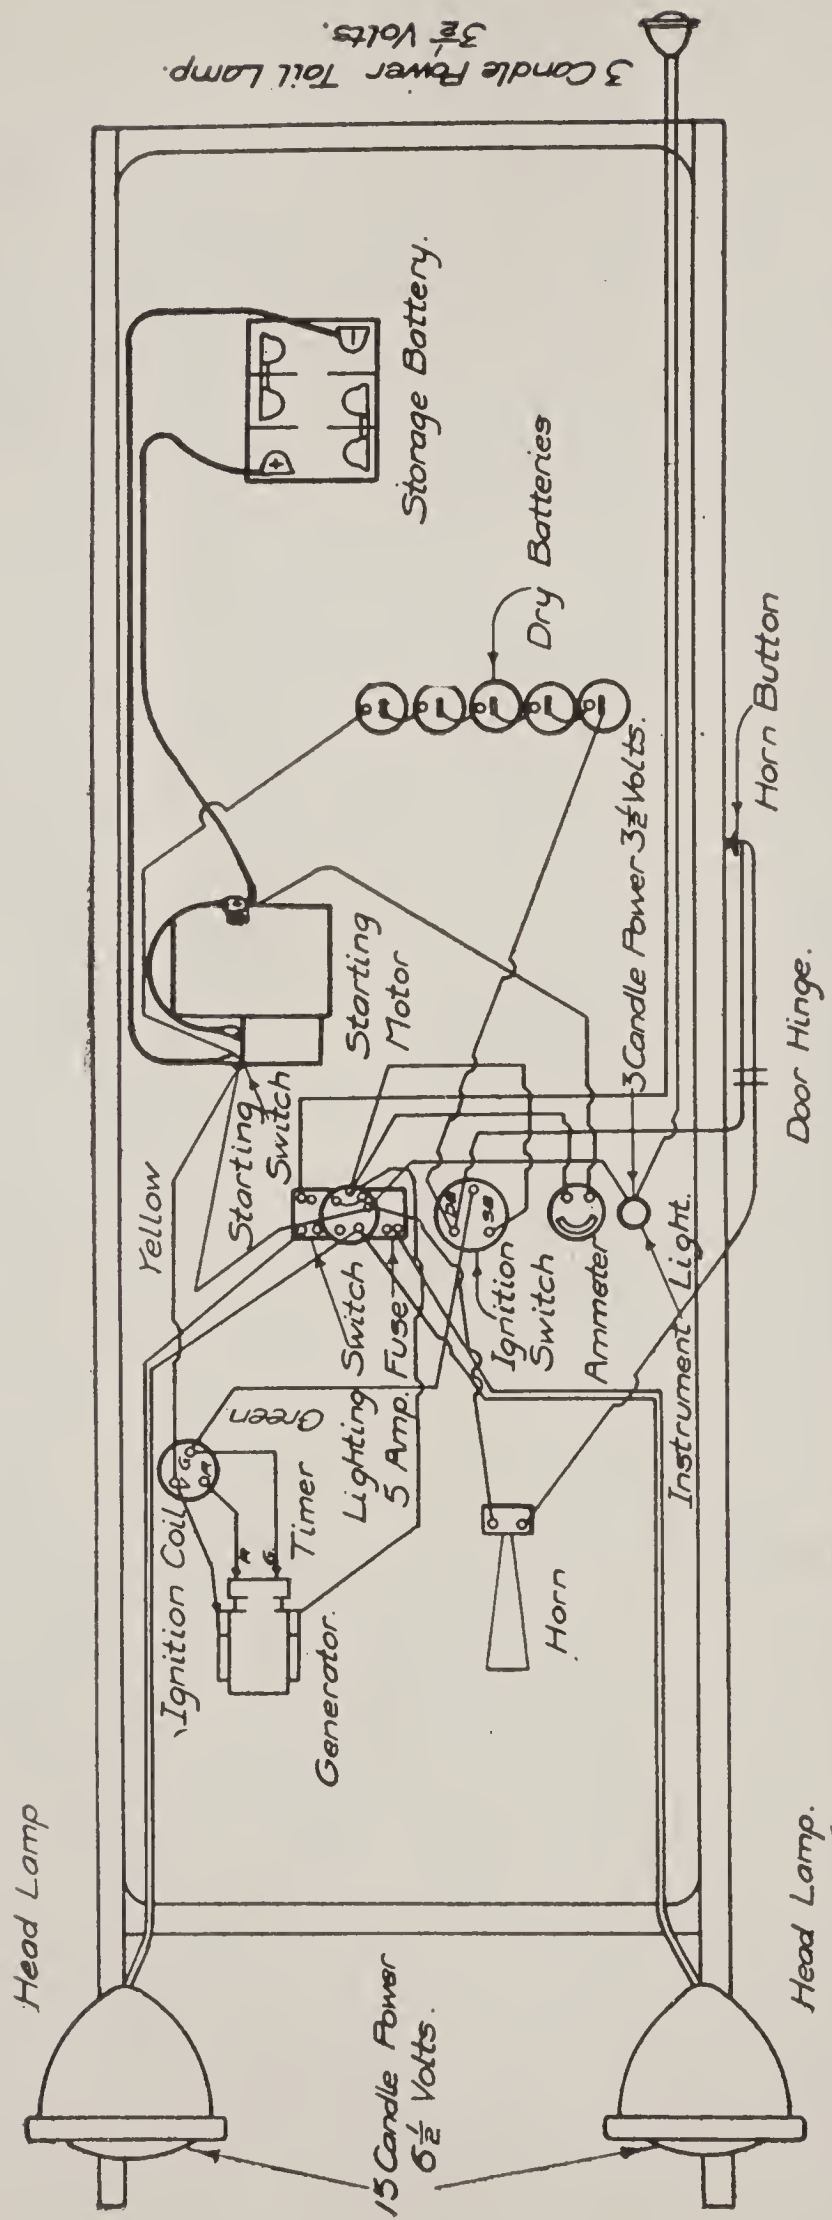 3 Candle Power Tail Lamp.
3½ Volts.
Storage Battery.
Dry Batteries
Horn Button
3 Candle Power 3½ Volts.
Door Hinge.
Starting
Motor
Starting
Switch
Yellow
Lighting Switch
5 Amp. Fuse
Ignition
Switch
DB
SB
Ammeter
Instrument Light.
Green
Ignition Coil
Y
G
R
Timer
R
G
Generator.
Horn
Head Lamp
15 Candle Power
6½ Volts.
Head Lamp.
+
−